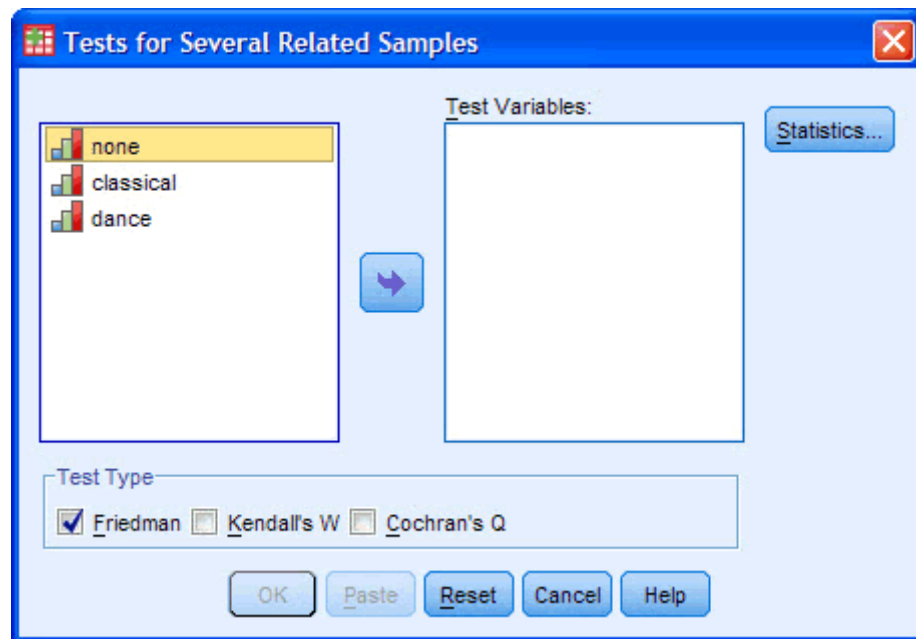 Tests for Several Related Samples
Test Variables:
Statistics...
none
classical
dance
Test Type
Friedman Kendall's W Cochran's Q
OK Paste Reset Cancel Help